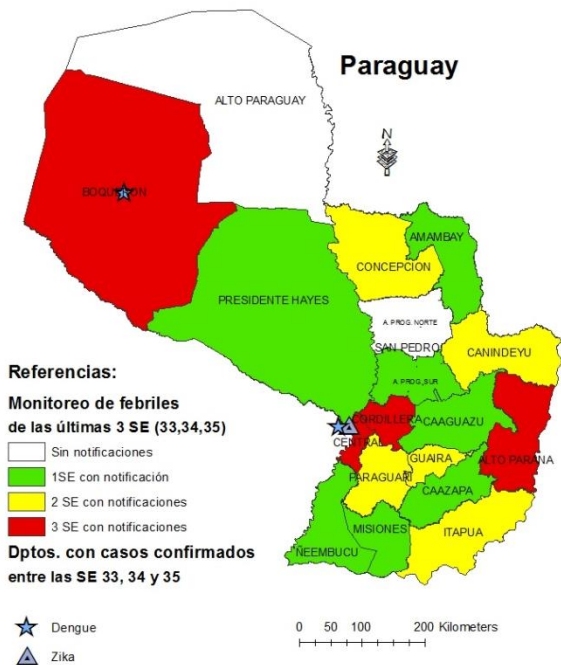 Paraguay
N
ALTO PARAGUAY
BOQUERON
AMAMBAY
CONCEPCION
PRESIDENTE HAYES
A. PROG. NORTE
SAN PEDRO
CANINDEYU
A. PROG. SUR
CORDILLERA
CAAGUAZU
CENTRAL
GUAIRA
ALTO PARANA
PARAGUARI
CAAZAPA
MISIONES
ITAPUA
ÑEEMBUCU
Referencias:
Monitoreo de febriles
de las últimas 3 SE (33,34,35)
Sin notificaciones
1SE con notificación
2 SE con notificaciones
3 SE con notificaciones
Dptos. con casos confirmados
entre las SE 33, 34 y 35
Dengue
Zika
0 50 100 200 Kilometers